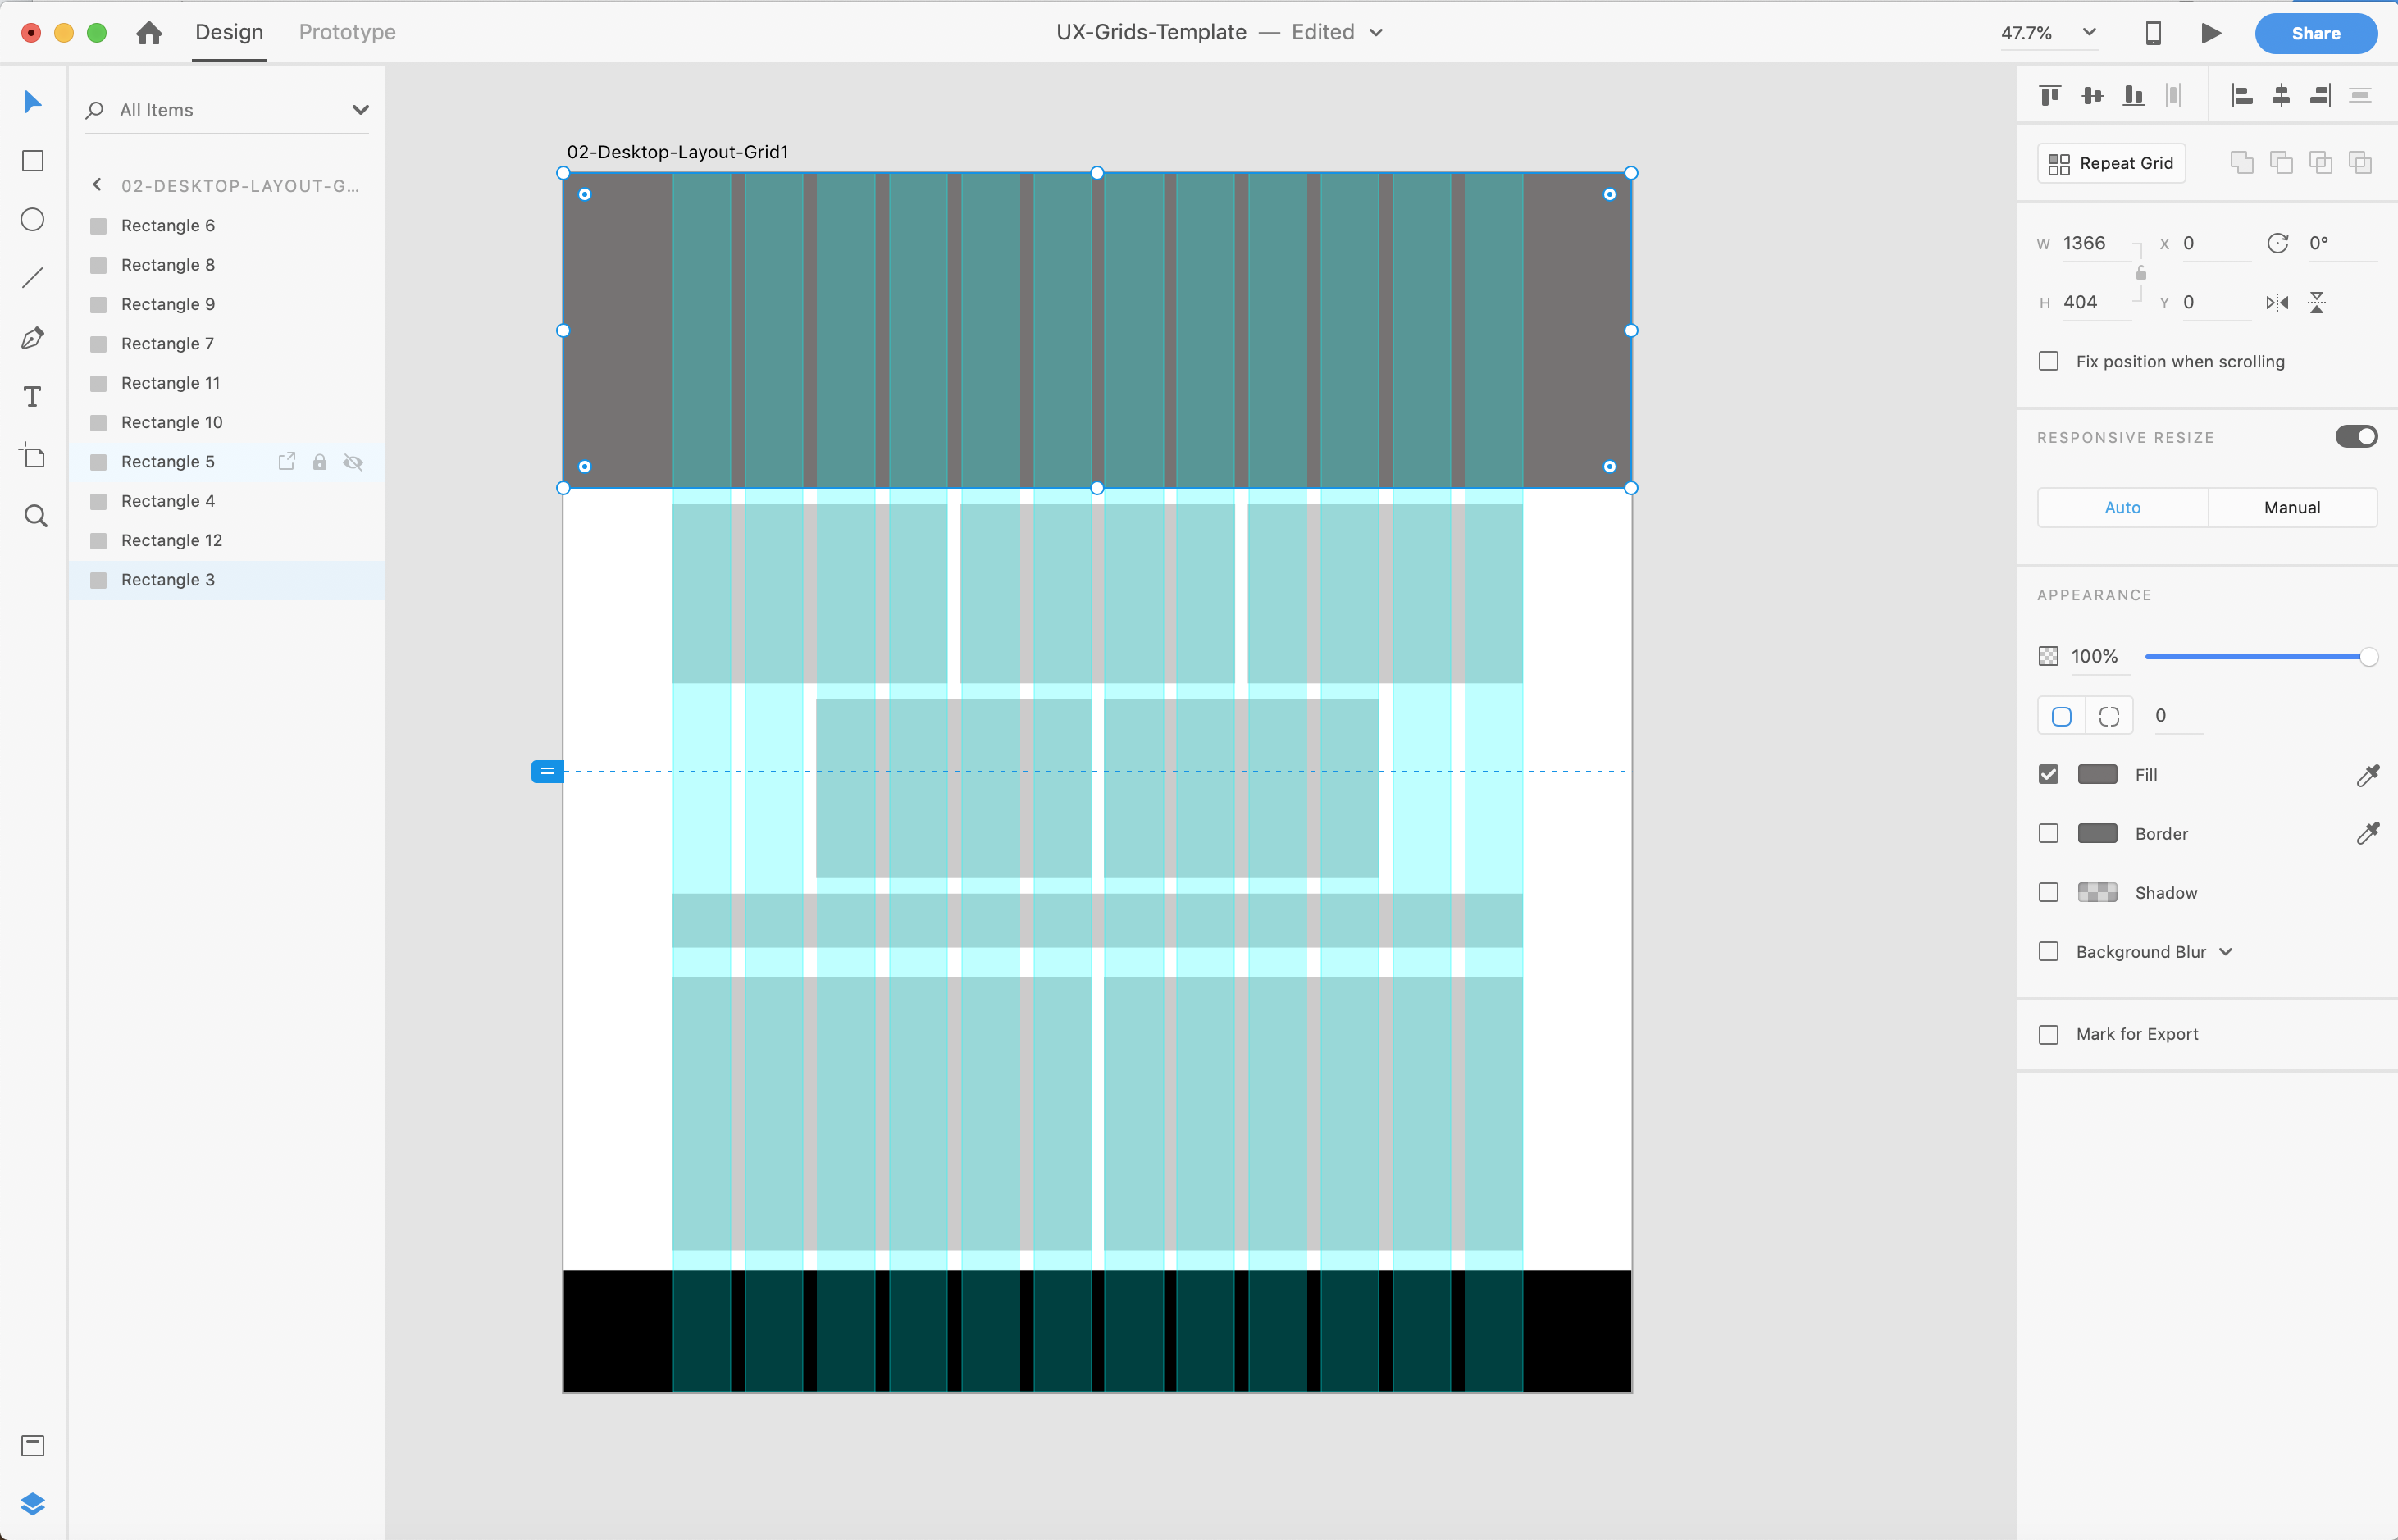 Design Prototype UX-Grids-Template — Edited 47.7% Share
All Items
02-DESKTOP-LAYOUT-G...
Rectangle 6
Rectangle 8
Rectangle 9
Rectangle 7
Rectangle 11
Rectangle 10
Rectangle 5
Rectangle 4
Rectangle 12
Rectangle 3
02-Desktop-Layout-Grid1
Repeat Grid
W 1366 X 0 0°
H 404 Y 0
Fix position when scrolling
RESPONSIVE RESIZE
Auto Manual
APPEARANCE
100%
0
Fill
Border
Shadow
Background Blur
Mark for Export